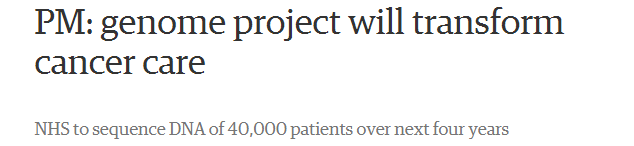 PM: genome project will transform
cancer care
NHS to sequence DNA of 40,000 patients over next four years